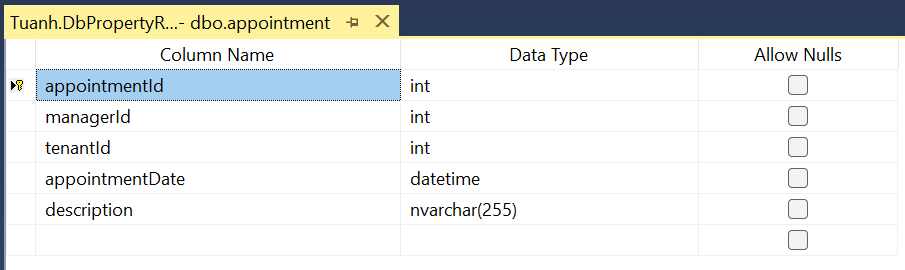 Tuanh.DbPropertyR...- dbo.appointment
Column Name Data Type Allow Nulls
appointmentId int
managerId int
tenantId int
appointmentDate datetime
description nvarchar(255)